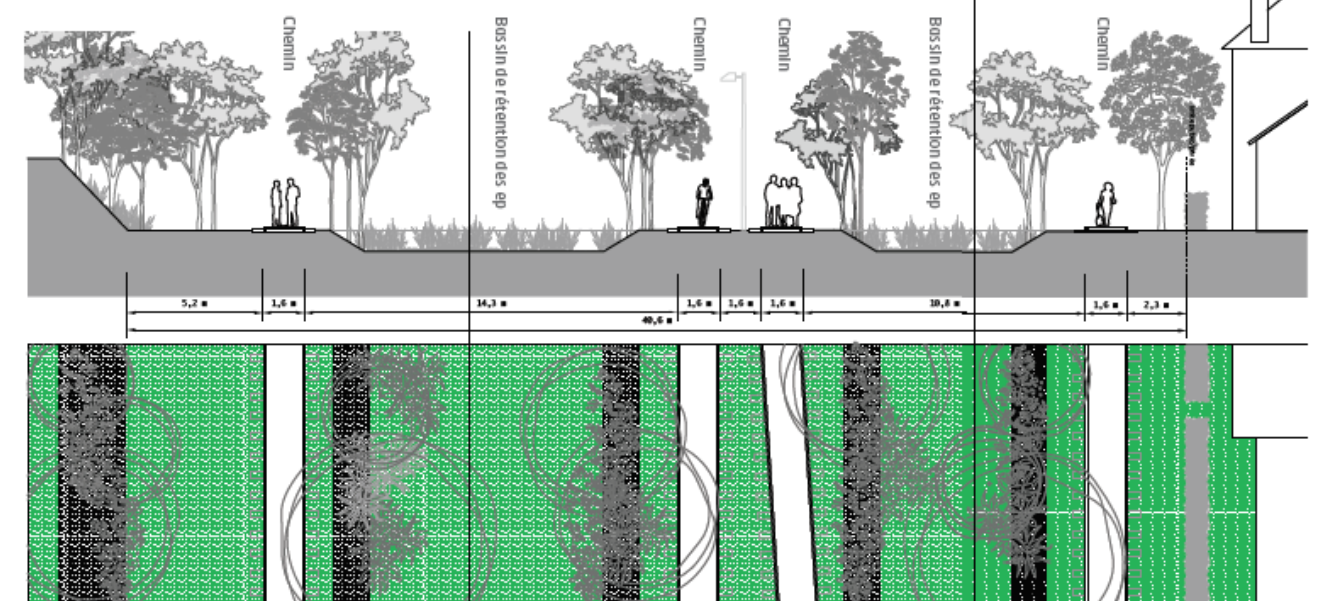 Chemin
Bassin de rétention des ep
Chemin
Chemin
Bassin de rétention des ep
Chemin
5,2 m
1,6 m
14,3 m
1,6 m
1,6 m
1,6 m
10,8 m
1,6 m
2,3 m
40,6 m